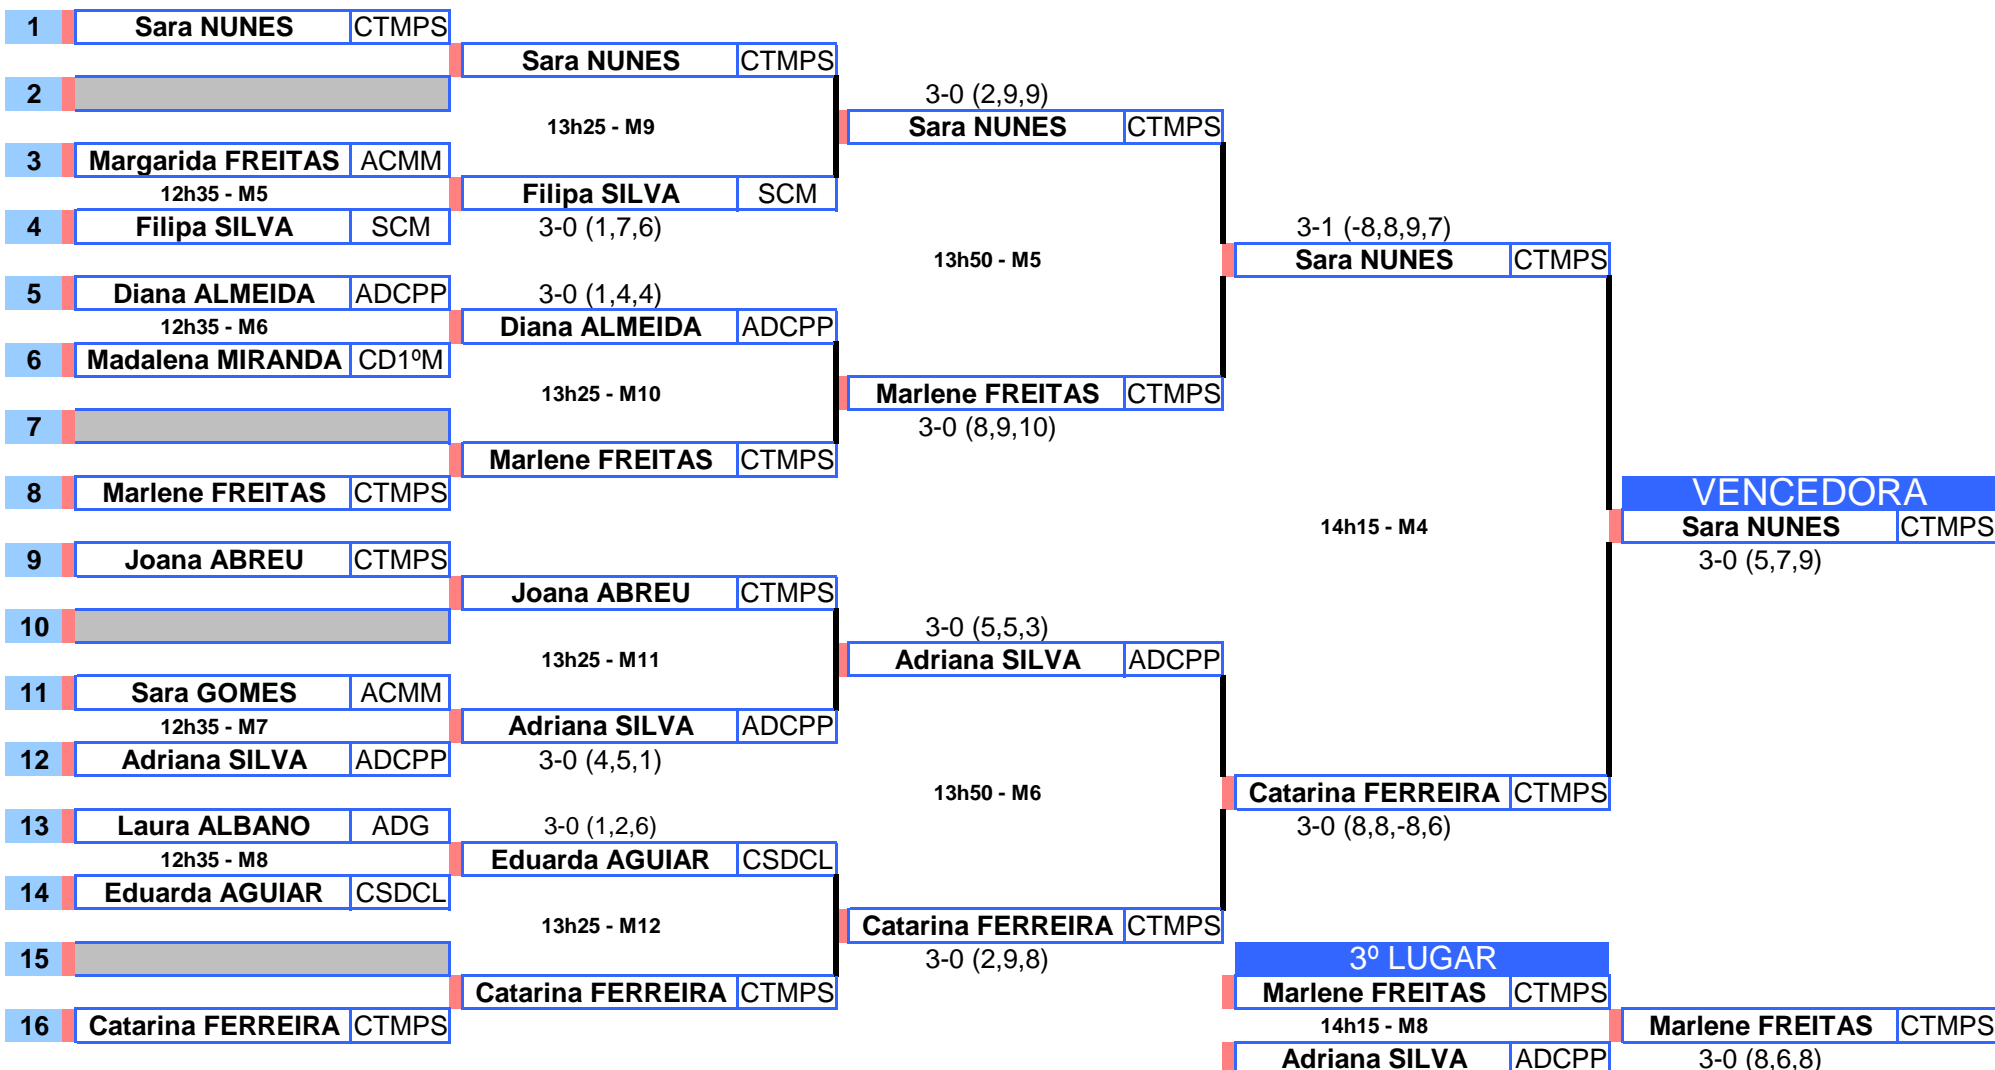 1 Sara NUNES CTMPS
Sara NUNES CTMPS
2
3-0 (2,9,9)
13h25 - M9
Sara NUNES CTMPS
3 Margarida FREITAS ACMM
12h35 - M5
Filipa SILVA SCM
4 Filipa SILVA SCM
3-0 (1,7,6)
3-1 (-8,8,9,7)
13h50 - M5
Sara NUNES CTMPS
5 Diana ALMEIDA ADCPP
3-0 (1,4,4)
12h35 - M6
Diana ALMEIDA ADCPP
6 Madalena MIRANDA CD1ºM
13h25 - M10
Marlene FREITAS CTMPS
7
3-0 (8,9,10)
Marlene FREITAS CTMPS
8 Marlene FREITAS CTMPS
VENCEDORA
14h15 - M4
Sara NUNES CTMPS
9 Joana ABREU CTMPS
3-0 (5,7,9)
Joana ABREU CTMPS
10
3-0 (5,5,3)
13h25 - M11
Adriana SILVA ADCPP
11 Sara GOMES ACMM
12h35 - M7
Adriana SILVA ADCPP
12 Adriana SILVA ADCPP
3-0 (4,5,1)
13h50 - M6
Catarina FERREIRA CTMPS
13 Laura ALBANO ADG
3-0 (1,2,6)
3-0 (8,8,-8,6)
12h35 - M8
Eduarda AGUIAR CSDCL
14 Eduarda AGUIAR CSDCL
13h25 - M12
Catarina FERREIRA CTMPS
15
3-0 (2,9,8)
3º LUGAR
Catarina FERREIRA CTMPS
Marlene FREITAS CTMPS
16 Catarina FERREIRA CTMPS
14h15 - M8
Marlene FREITAS CTMPS
Adriana SILVA ADCPP
3-0 (8,6,8)